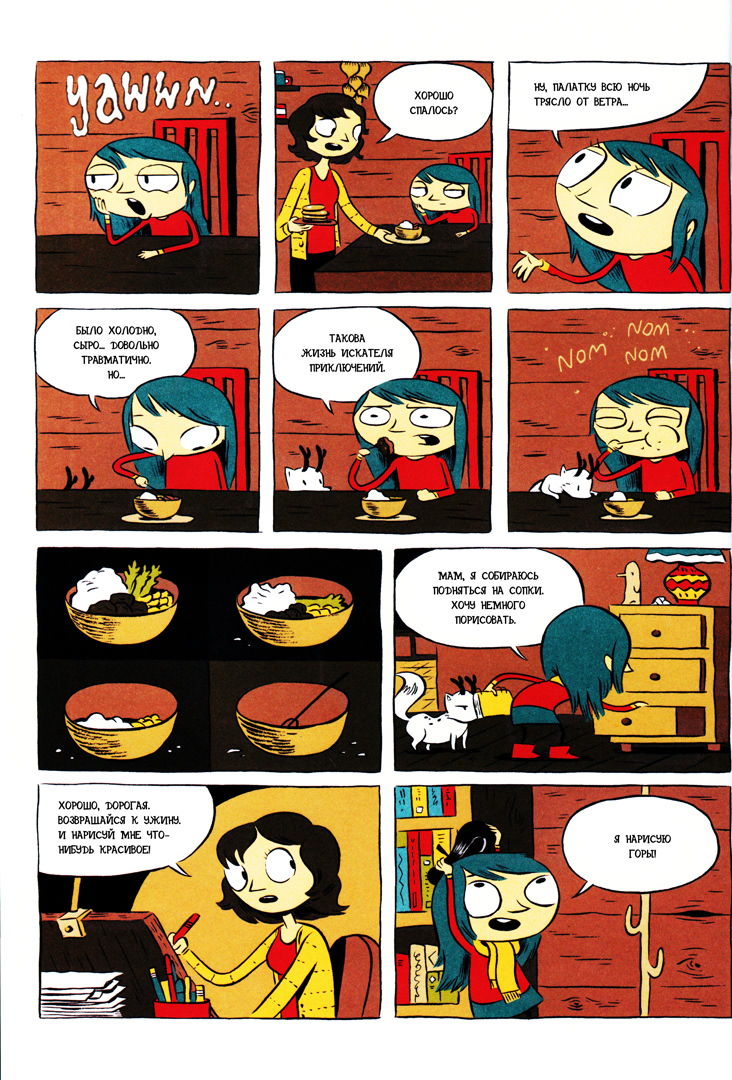 YAWWN..
ХОРОШО
СПАЛОСЬ?
НУ, ПАЛАТКУ ВСЮ НОЧЬ
ТРЯСЛО ОТ ВЕТРА...
БЫЛО ХОЛОДНО,
СЫРО... ДОВОЛЬНО
ТРАВМАТИЧНО.
НО...
ТАКОВА
ЖИЗНЬ ИСКАТЕЛЯ
ПРИКЛЮЧЕНИЙ.
NOM NOM
NOM
МАМ, Я СОБИРАЮСЬ
ПОДНЯТЬСЯ НА СОПКИ.
ХОЧУ НЕМНОГО
ПОРИСОВАТЬ.
ХОРОШО, ДОРОГАЯ.
ВОЗВРАЩАЙСЯ К УЖИНУ.
И НАРИСУЙ МНЕ ЧТО-
НИБУДЬ КРАСИВОЕ!
Я НАРИСУЮ
ГОРЫ!